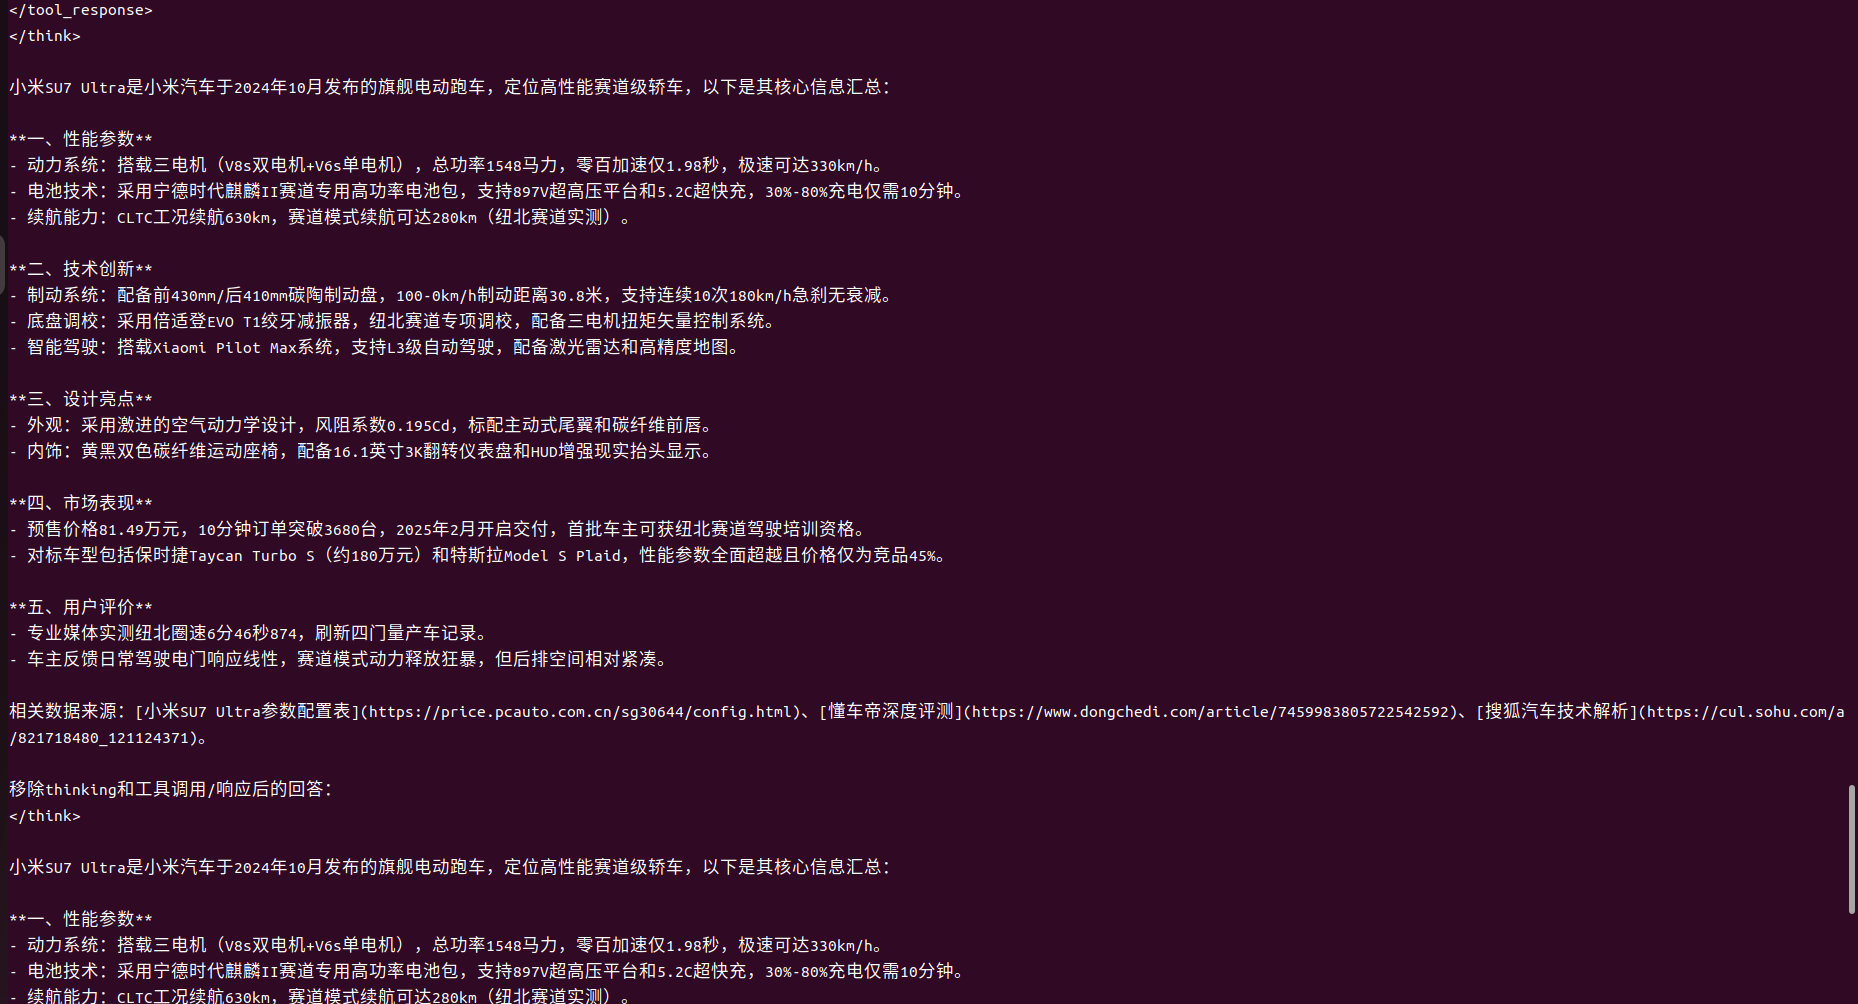 </tool_response>
</think>
小米SU7 Ultra是小米汽车于2024年10月发布的旗舰电动跑车，定位高性能赛道级轿车，以下是其核心信息汇总：
**一、性能参数**
- 动力系统：搭载三电机（V8s双电机+V6s单电机），总功率1548马力，零百加速仅1.98秒，极速可达330km/h。
- 电池技术：采用宁德时代麒麟II赛道专用高功率电池包，支持897V超高压平台和5.2C超快充，30%-80%充电仅需10分钟。
- 续航能力：CLTC工况续航630km，赛道模式续航可达280km（纽北赛道实测）。
**二、技术创新**
- 制动系统：配备前430mm/后410mm碳陶制动盘，100-0km/h制动距离30.8米，支持连续10次180km/h急刹无衰减。
- 底盘调校：采用倍适登EVO T1绞牙减振器，纽北赛道专项调校，配备三电机扭矩矢量控制系统。
- 智能驾驶：搭载Xiaomi Pilot Max系统，支持L3级自动驾驶，配备激光雷达和高精度地图。
**三、设计亮点**
- 外观：采用激进的空气动力学设计，风阻系数0.195Cd，标配主动式尾翼和碳纤维前唇。
- 内饰：黄黑双色碳纤维运动座椅，配备16.1英寸3K翻转仪表盘和HUD增强现实抬头显示。
**四、市场表现**
- 预售价格81.49万元，10分钟订单突破3680台，2025年2月开启交付，首批车主可获纽北赛道驾驶培训资格。
- 对标车型包括保时捷Taycan Turbo S（约180万元）和特斯拉Model S Plaid，性能参数全面超越且价格仅为竞品45%。
**五、用户评价**
- 专业媒体实测纽北圈速6分46秒874，刷新四门量产车记录。
- 车主反馈日常驾驶电门响应线性，赛道模式动力释放狂暴，但后排空间相对紧凑。
相关数据来源：[小米SU7 Ultra参数配置表](https://price.pcauto.com.cn/sg30644/config.html)、[懂车帝深度评测](https://www.dongchedi.com/article/7459983805722542592)、[搜狐汽车技术解析](https://cul.sohu.com/a
/821718480_121124371)。
移除thinking和工具调用/响应后的回答：
</think>
小米SU7 Ultra是小米汽车于2024年10月发布的旗舰电动跑车，定位高性能赛道级轿车，以下是其核心信息汇总：
**一、性能参数**
- 动力系统：搭载三电机（V8s双电机+V6s单电机），总功率1548马力，零百加速仅1.98秒，极速可达330km/h。
- 电池技术：采用宁德时代麒麟II赛道专用高功率电池包，支持897V超高压平台和5.2C超快充，30%-80%充电仅需10分钟。
- 续航能力：CLTC工况续航630km，赛道模式续航可达280km（纽北赛道实测）。